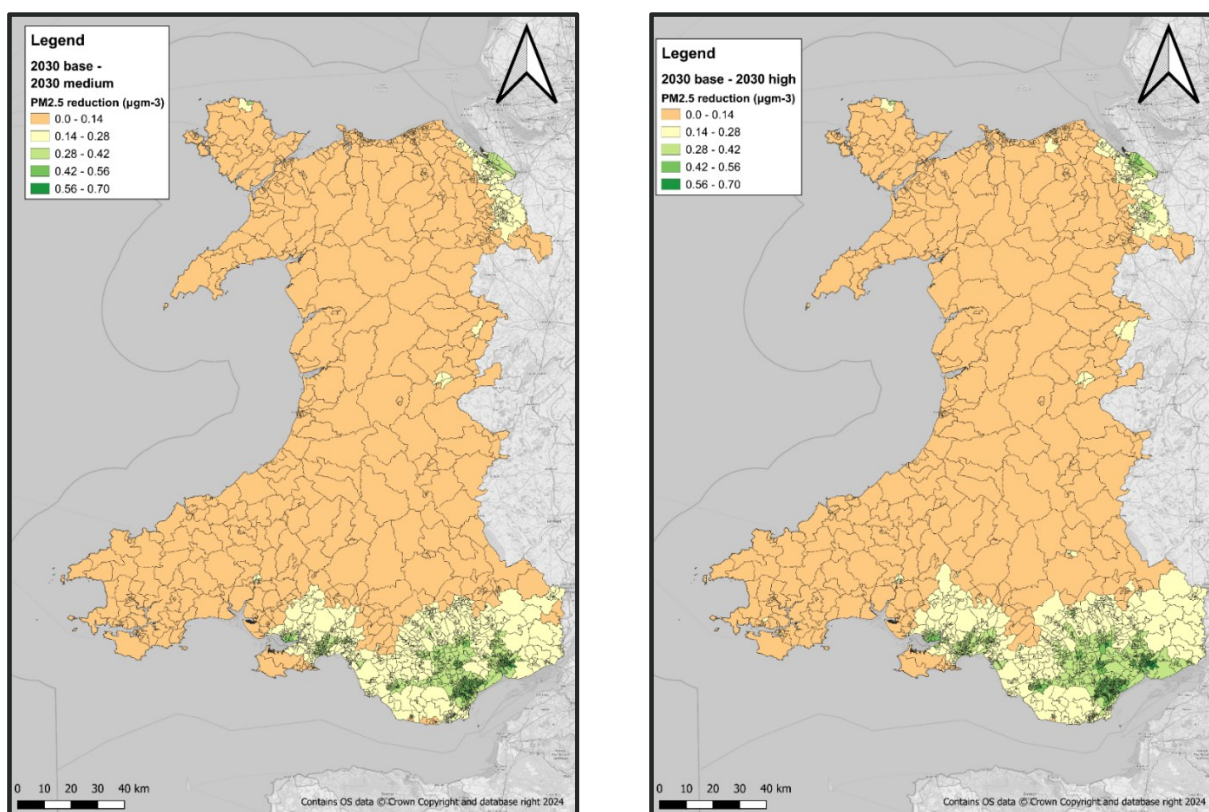 Legend
2030 base -
2030 medium
PM2.5 reduction (µgm-3)
0.0 - 0.14
0.14 - 0.28
0.28 - 0.42
0.42 - 0.56
0.56 - 0.70
0 10 20 30 40 km
Contains OS data © Crown Copyright and database right 2024
Legend
2030 base - 2030 high
PM2.5 reduction (µgm-3)
0.0 - 0.14
0.14 - 0.28
0.28 - 0.42
0.42 - 0.56
0.56 - 0.70
0 10 20 30 40 km
Contains OS data © Crown Copyright and database right 2024